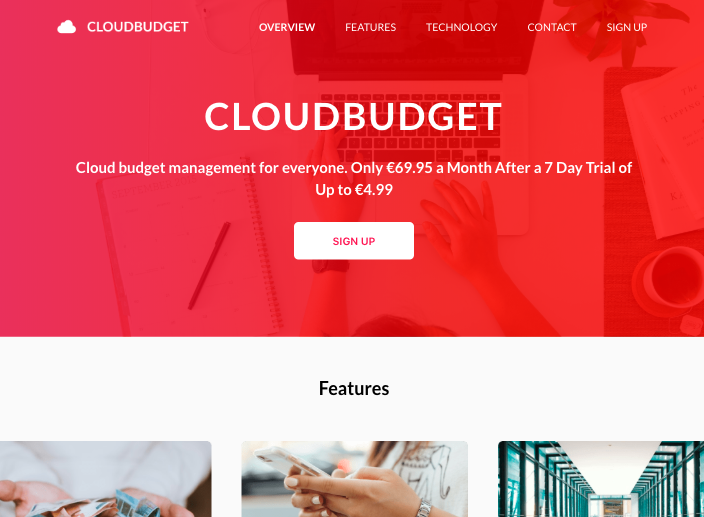 CLOUDBUDGET
OVERVIEW FEATURES TECHNOLOGY CONTACT SIGN UP
CLOUDBUDGET
Cloud budget management for everyone. Only €69.95 a Month After a 7 Day Trial of
Up to €4.99
SIGN UP
Features